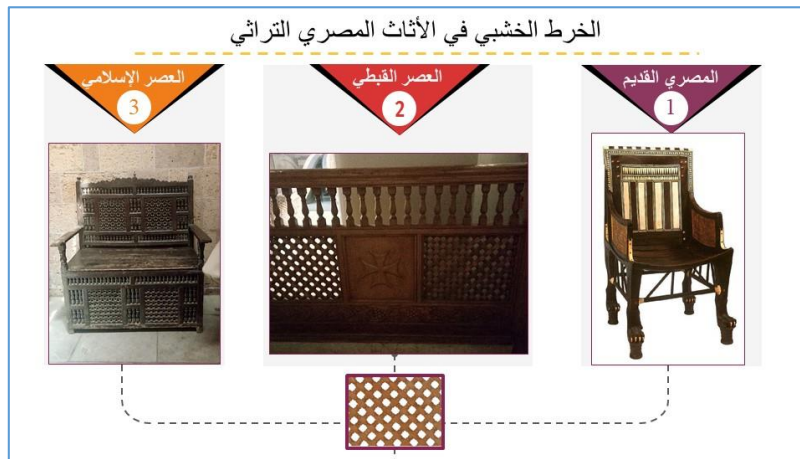 الخرط الخشبي في الأثاث المصري التراثي
المصري القديم
1
العصر القبطي
2
العصر الإسلامي
3